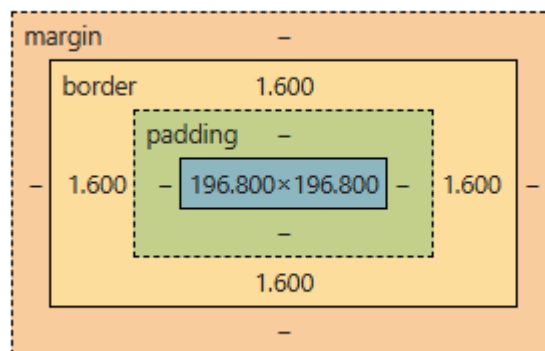 margin –
border 1.600
padding –
– 1.600 – 196.800×196.800 – 1.600 –
–
1.600
–